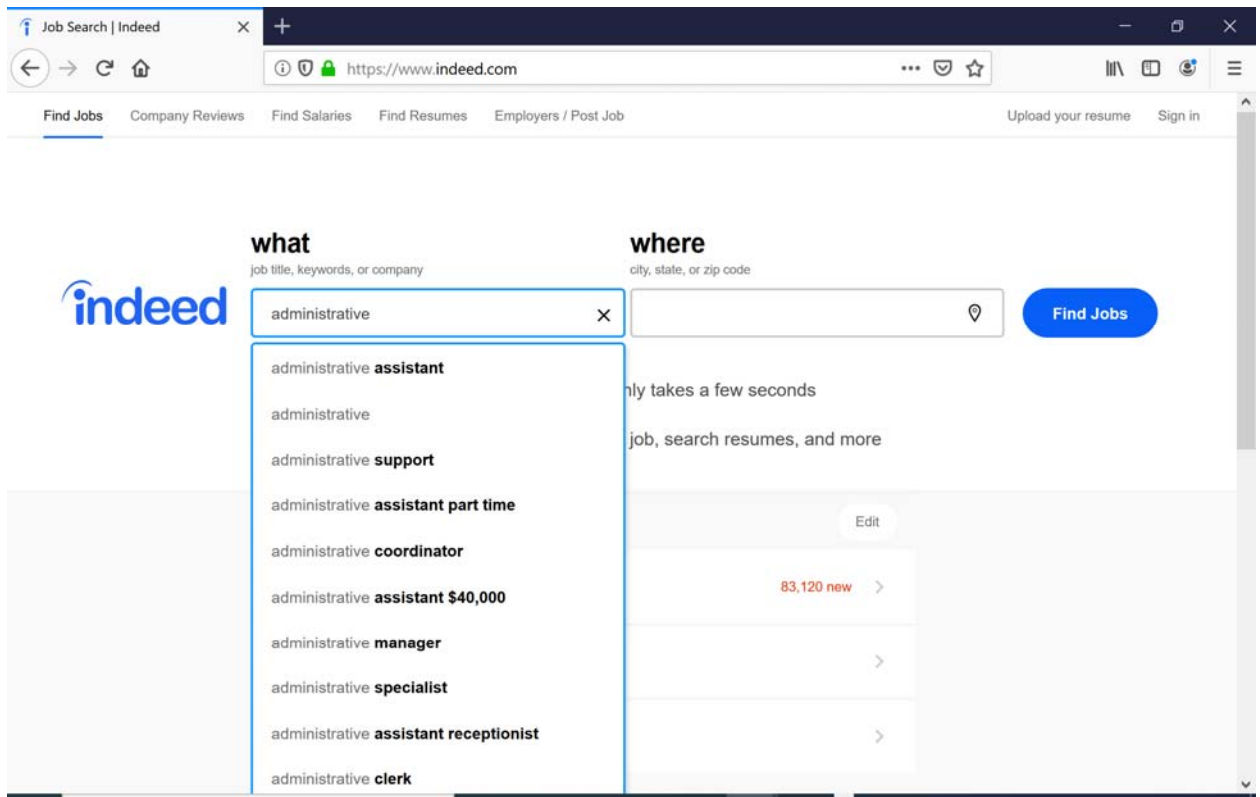 Job Search | Indeed
https://www.indeed.com
Find Jobs Company Reviews Find Salaries Find Resumes Employers / Post Job Upload your resume Sign in
what where
job title, keywords, or company city, state, or zip code
indeed administrative Find Jobs
administrative assistant
nly takes a few seconds
administrative
job, search resumes, and more
administrative support
administrative assistant part time
Edit
administrative coordinator
83,120 new
administrative assistant $40,000
administrative manager
administrative specialist
administrative assistant receptionist
administrative clerk